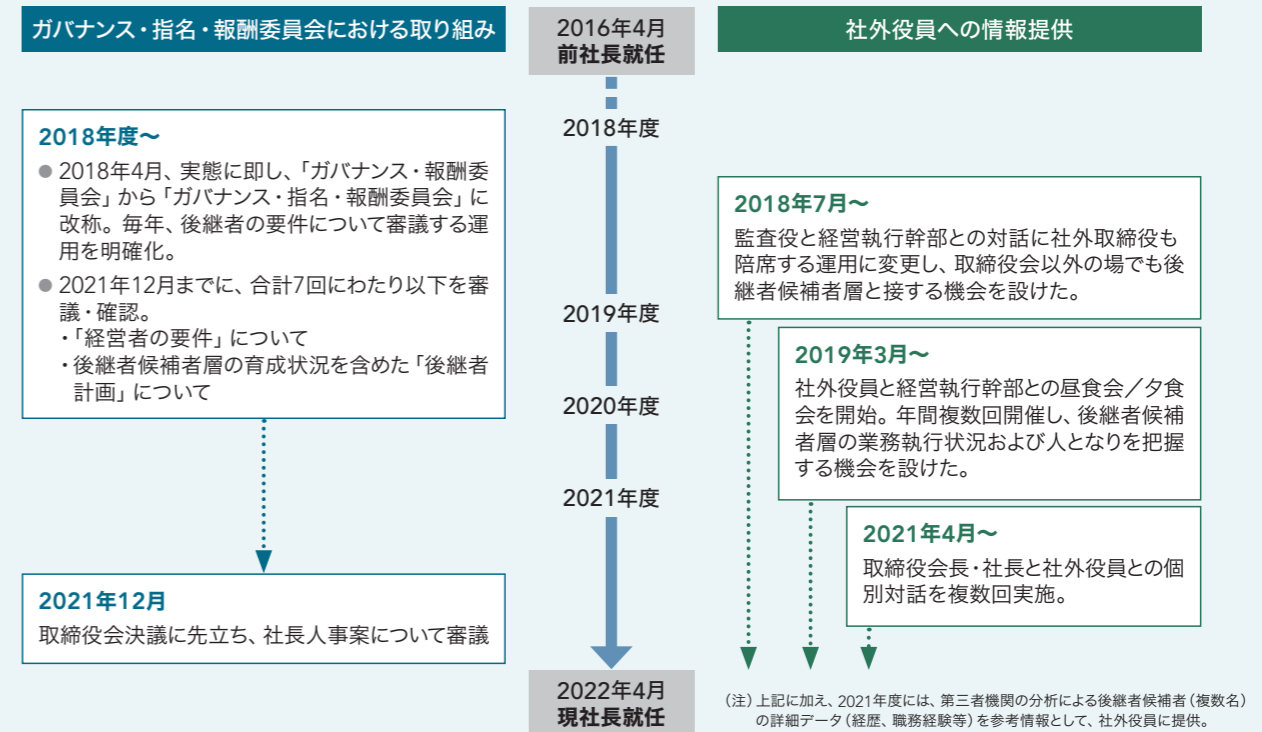 ガバナンス・指名・報酬委員会における取り組み
2018年度～
● 2018年4月、実態に即し、「ガバナンス・報酬委
員会」から「ガバナンス・指名・報酬委員会」に
改称。毎年、後継者の要件について審議する運
用を明確化。
● 2021年12月までに、合計7回にわたり以下を審
議・確認。
・「経営者の要件」について
・後継者候補者層の育成状況を含めた「後継者
計画」について
2021年12月
取締役会決議に先立ち、社長人事案について審議
2016年4月
前社長就任
2018年度
2019年度
2020年度
2021年度
2022年4月
現社長就任
社外役員への情報提供
2018年7月～
監査役と経営執行幹部との対話に社外取締役も
陪席する運用に変更し、取締役会以外の場でも後
継者候補者層と接する機会を設けた。
2019年3月～
社外役員と経営執行幹部との昼食会／夕食
会を開始。年間複数回開催し、後継者候補
者層の業務執行状況および人となりを把握
する機会を設けた。
2021年4月～
取締役会長・社長と社外役員との個
別対話を複数回実施。
（注）上記に加え、2021年度には、第三者機関の分析による後継者候補者（複数名）
の詳細データ（経歴、職務経験等）を参考情報として、社外役員に提供。